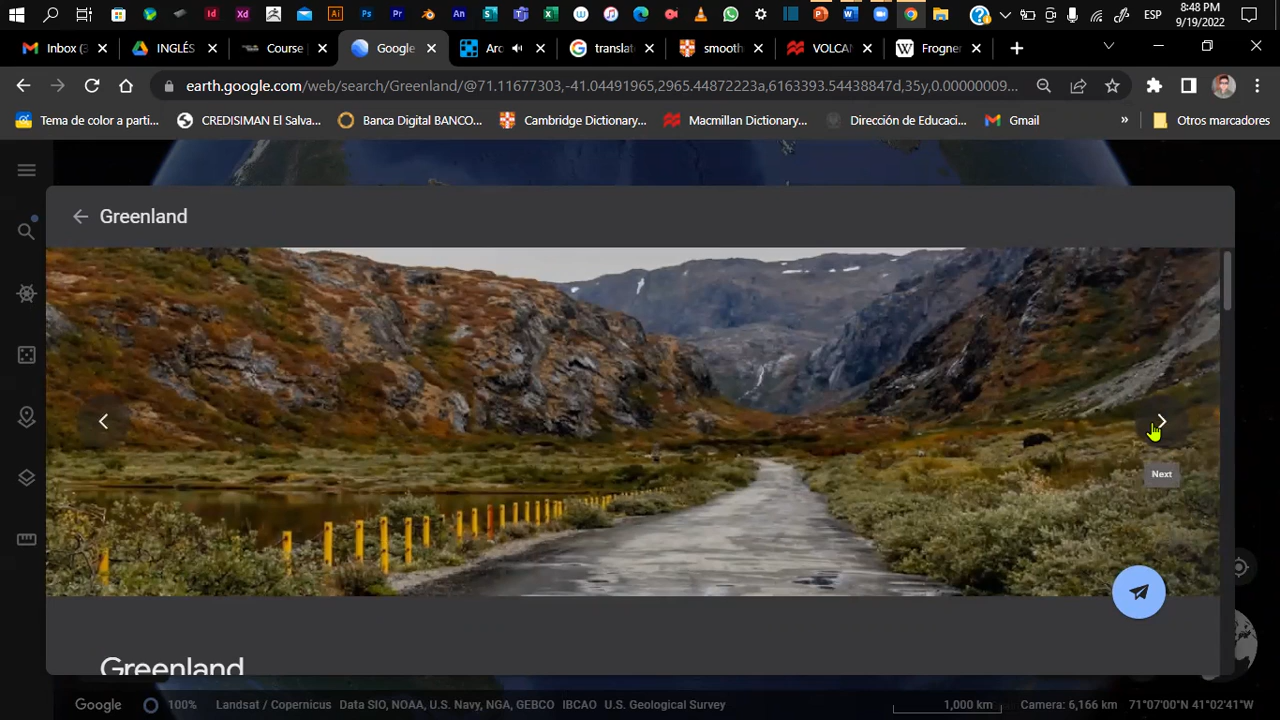 ESP
8:48 PM
9/19/2022
Inbox (3
INGLÉS
Course
Google
Arc
translat
smooth
VOLCAN
Frogner
earth.google.com/web/search/Greenland/@71.11677303,-41.04491965,2965.44872223a,6163393.54438847d,35y,0.00000009...
Tema de color a parti...
CREDISIMAN El Salva...
Banca Digital BANCO...
Cambridge Dictionary...
Macmillan Dictionary...
Dirección de Educaci...
Gmail
»
Otros marcadores
Greenland
Next
Greenland
Google
100%
Landsat / Copernicus Data SIO, NOAA, U.S. Navy, NGA, GEBCO IBCAO U.S. Geological Survey
1,000 km
Camera: 6,166 km
71°07'00"N 41°02'41"W